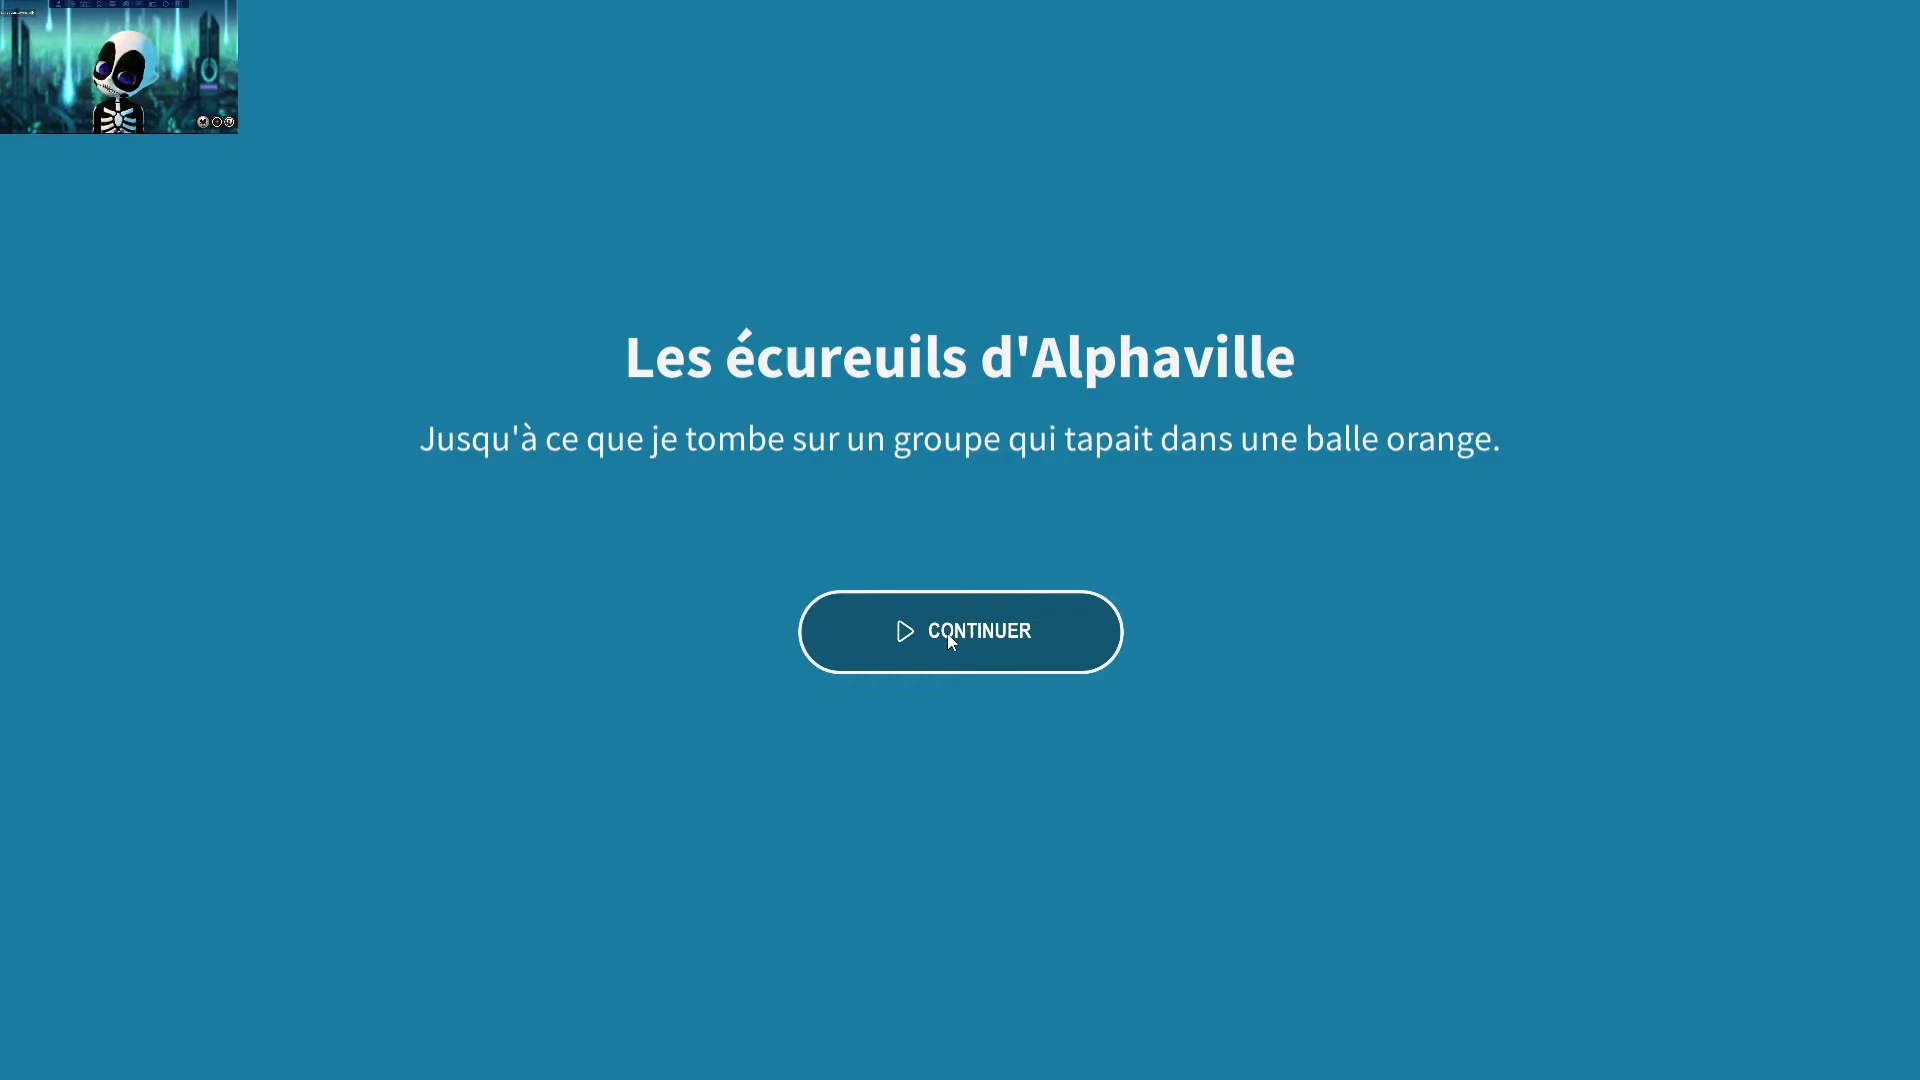 Les écureuils d'Alphaville
Jusqu'à ce que je tombe sur un groupe qui tapait dans une balle orange.
CONTINUER